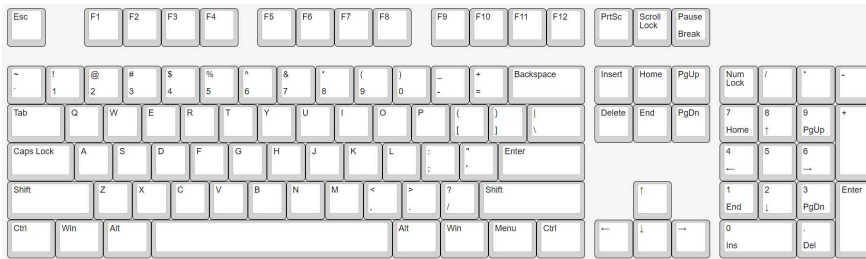 Esc F1 F2 F3 F4 F5 F6 F7 F8 F9 F10 F11 F12 PrtSc Scroll Lock Pause Break
~ ` ! 1 @ 2 # 3 $ 4 % 5 ^ 6 & 7 * 8 ( 9 ) 0 _ - + = Backspace Insert Home PgUp Num Lock / * -
Tab Q W E R T Y U I O P { [ } ] | \ Delete End PgDn 7 Home 8 ↑ 9 PgUp +
Caps Lock A S D F G H J K L : ; " ' Enter 4 ← 5 6 →
Shift Z X C V B N M < , > . ? / Shift ↑ 1 End 2 ↓ 3 PgDn Enter
Ctrl Win Alt Alt Win Menu Ctrl ← ↓ → 0 Ins . Del